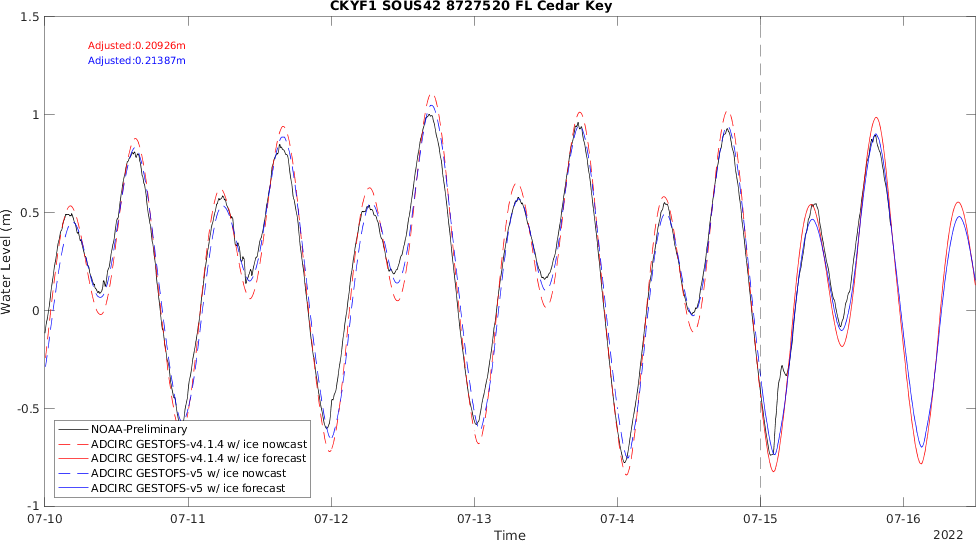 CKYF1 SOUS42 8727520 FL Cedar Key
1.5
Adjusted:0.20926m
Adjusted:0.21387m
1
0.5
Water Level (m)
0
-0.5
NOAA-Preliminary
ADCIRC GESTOFS-v4.1.4 w/ ice nowcast
ADCIRC GESTOFS-v4.1.4 w/ ice forecast
ADCIRC GESTOFS-v5 w/ ice nowcast
ADCIRC GESTOFS-v5 w/ ice forecast
-1
07-10 07-11 07-12 07-13 07-14 07-15 07-16
Time
2022